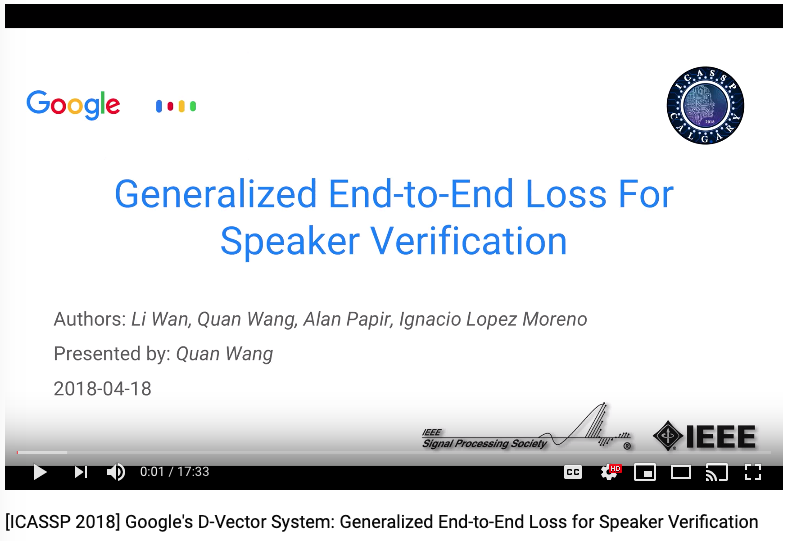 Google
ICASSP
2018
CALGARY
Generalized End-to-End Loss For
Speaker Verification
Authors: Li Wan, Quan Wang, Alan Papir, Ignacio Lopez Moreno
Presented by: Quan Wang
2018-04-18
IEEE
Signal Processing Society
®
IEEE
0:01 / 17:33
CC
HD
[ICASSP 2018] Google's D-Vector System: Generalized End-to-End Loss for Speaker Verification